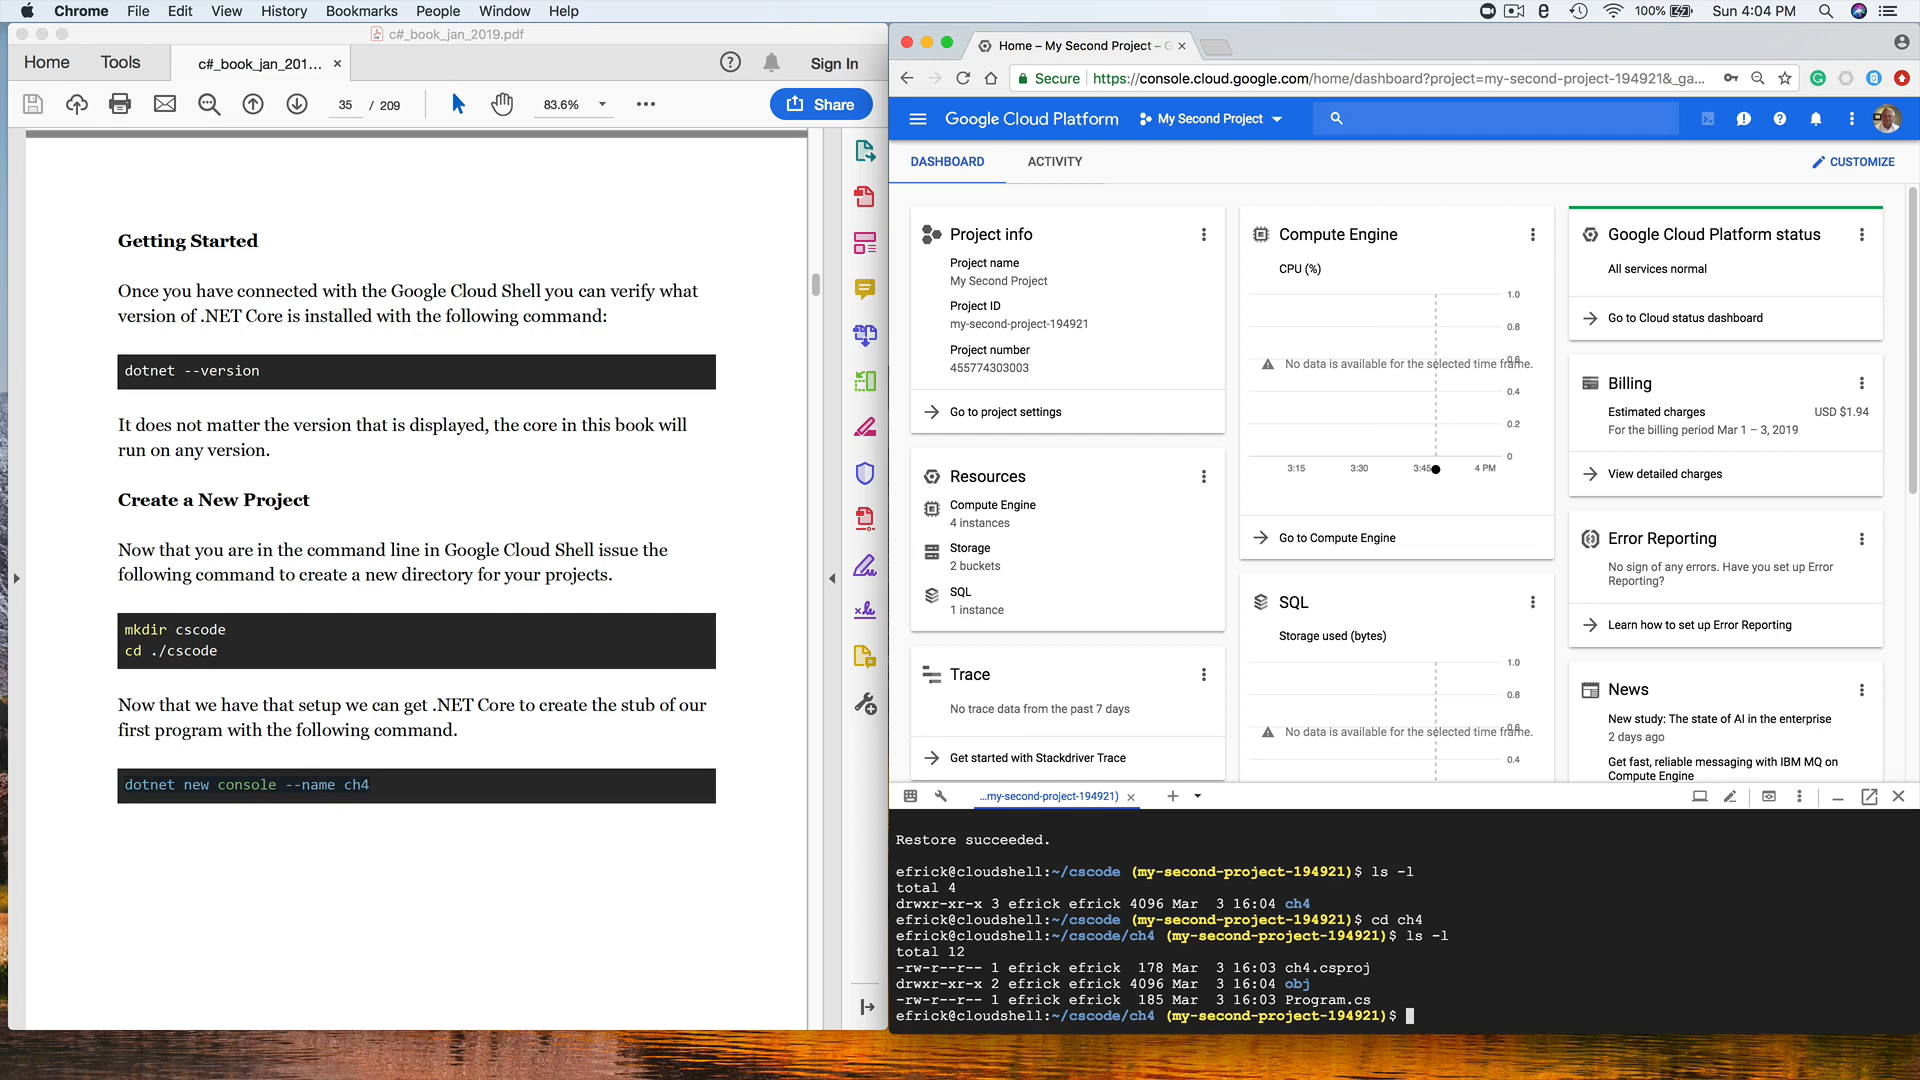 Chrome File Edit View History Bookmarks People Window Help
100% Sun 4:04 PM
c#_book_jan_2019.pdf
Home Tools c#_book_jan_201... × Sign In
35 / 209 83.6% Share
Getting Started
Once you have connected with the Google Cloud Shell you can verify what
version of .NET Core is installed with the following command:
dotnet --version
It does not matter the version that is displayed, the core in this book will
run on any version.
Create a New Project
Now that you are in the command line in Google Cloud Shell issue the
following command to create a new directory for your projects.
mkdir cscode
cd ./cscode
Now that we have that setup we can get .NET Core to create the stub of our
first program with the following command.
dotnet new console --name ch4
Home – My Second Project – G ×
Secure https://console.cloud.google.com/home/dashboard?project=my-second-project-194921&_ga...
Google Cloud Platform My Second Project
DASHBOARD ACTIVITY CUSTOMIZE
Project info
Project name
My Second Project
Project ID
my-second-project-194921
Project number
455774303003
Go to project settings
Resources
Compute Engine
4 instances
Storage
2 buckets
SQL
1 instance
Trace
No trace data from the past 7 days
Get started with Stackdriver Trace
Compute Engine
CPU (%)
1.0
0.8
0.6
No data is available for the selected time frame.
0.4
0.2
0
3:15 3:30 3:45 4 PM
Go to Compute Engine
SQL
Storage used (bytes)
1.0
0.8
0.6
No data is available for the selected time frame.
0.4
Google Cloud Platform status
All services normal
Go to Cloud status dashboard
Billing
Estimated charges USD $1.94
For the billing period Mar 1 – 3, 2019
View detailed charges
Error Reporting
No sign of any errors. Have you set up Error
Reporting?
Learn how to set up Error Reporting
News
New study: The state of AI in the enterprise
2 days ago
Get fast, reliable messaging with IBM MQ on
Compute Engine
...my-second-project-194921) ×
Restore succeeded.
efrick@cloudshell:~/cscode (my-second-project-194921)$ ls -l
total 4
drwxr-xr-x 3 efrick efrick 4096 Mar  3 16:04 ch4
efrick@cloudshell:~/cscode (my-second-project-194921)$ cd ch4
efrick@cloudshell:~/cscode/ch4 (my-second-project-194921)$ ls -l
total 12
-rw-r--r-- 1 efrick efrick  178 Mar  3 16:03 ch4.csproj
drwxr-xr-x 2 efrick efrick 4096 Mar  3 16:04 obj
-rw-r--r-- 1 efrick efrick  185 Mar  3 16:03 Program.cs
efrick@cloudshell:~/cscode/ch4 (my-second-project-194921)$